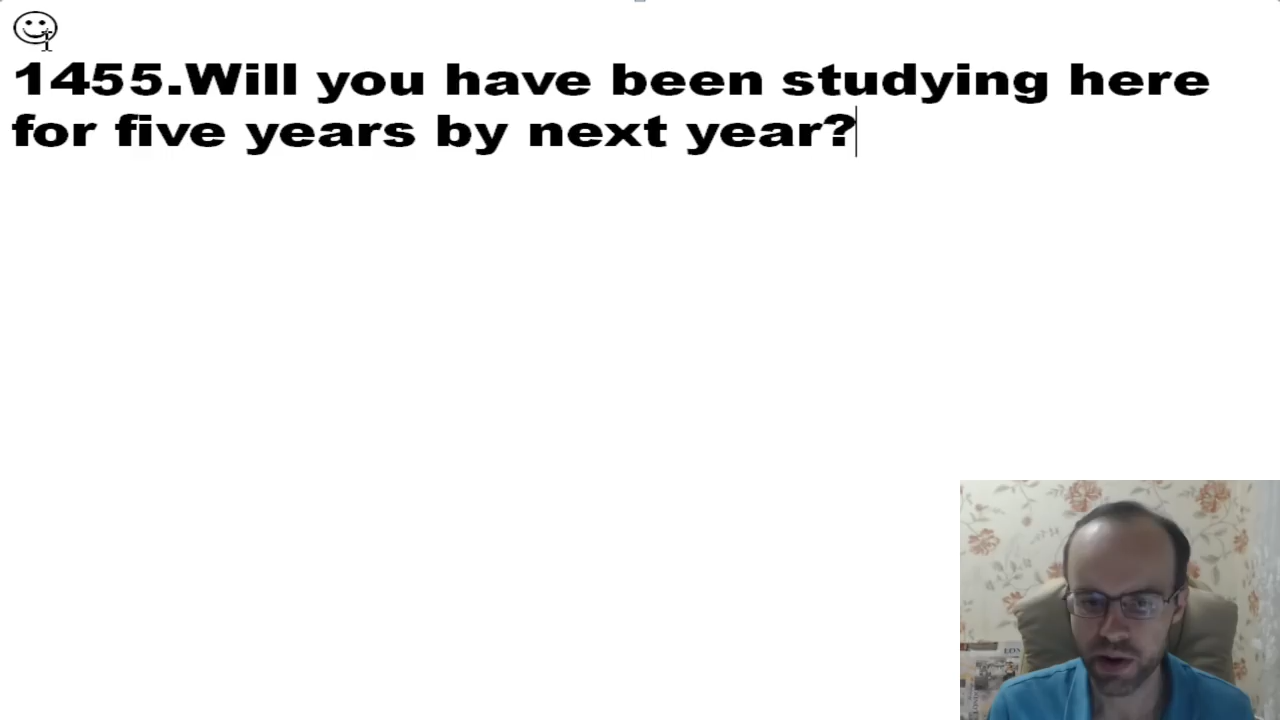 1455.Will you have been studying here
for five years by next year?